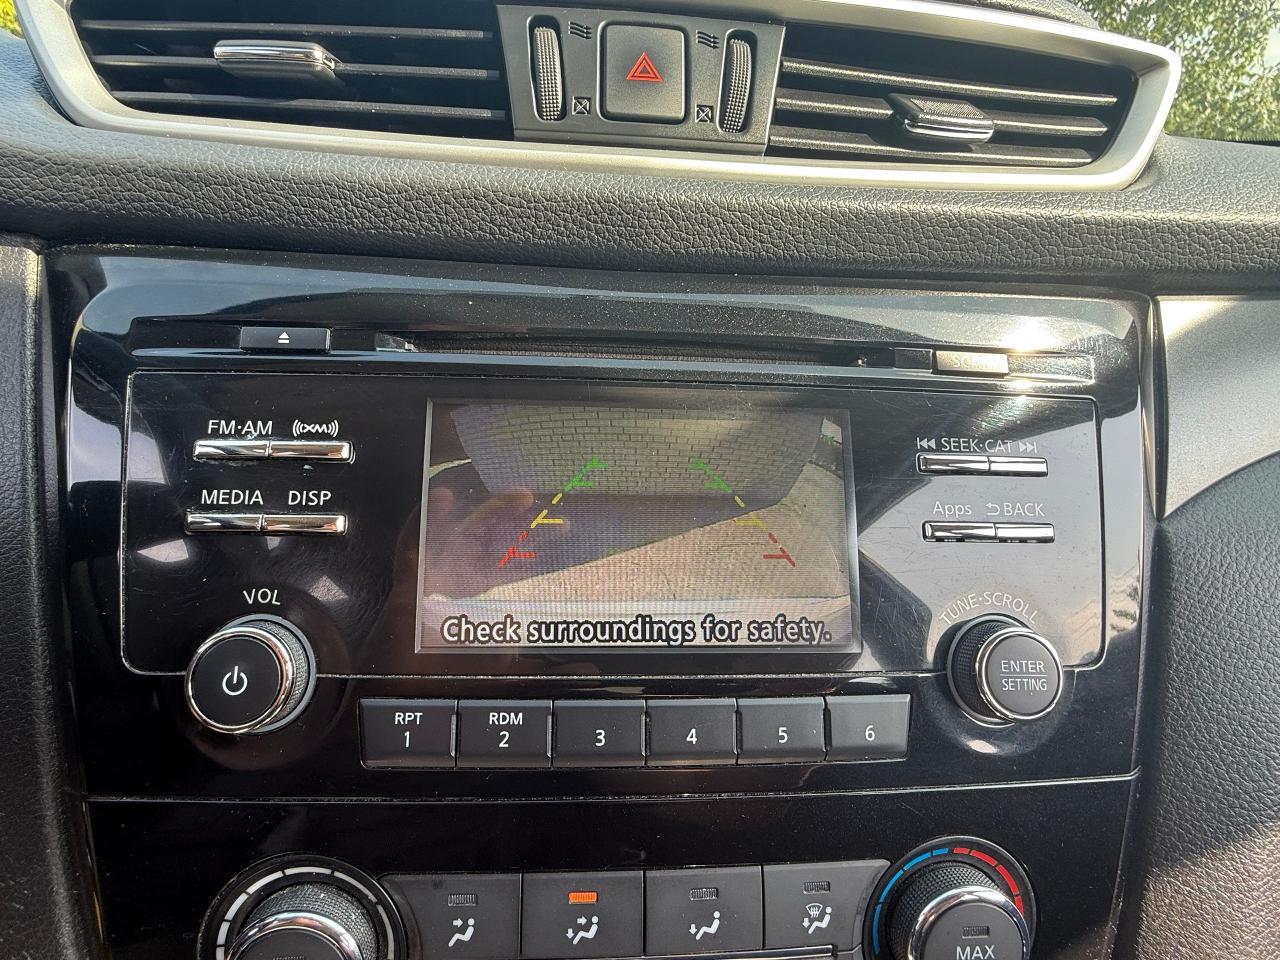 FM·AM XM
MEDIA DISP
VOL
SEEK·CAT
Apps BACK
TUNE·SCROLL
ENTER
SETTING
Check surroundings for safety.
RPT
1
RDM
2
3
4
5
6
MAX